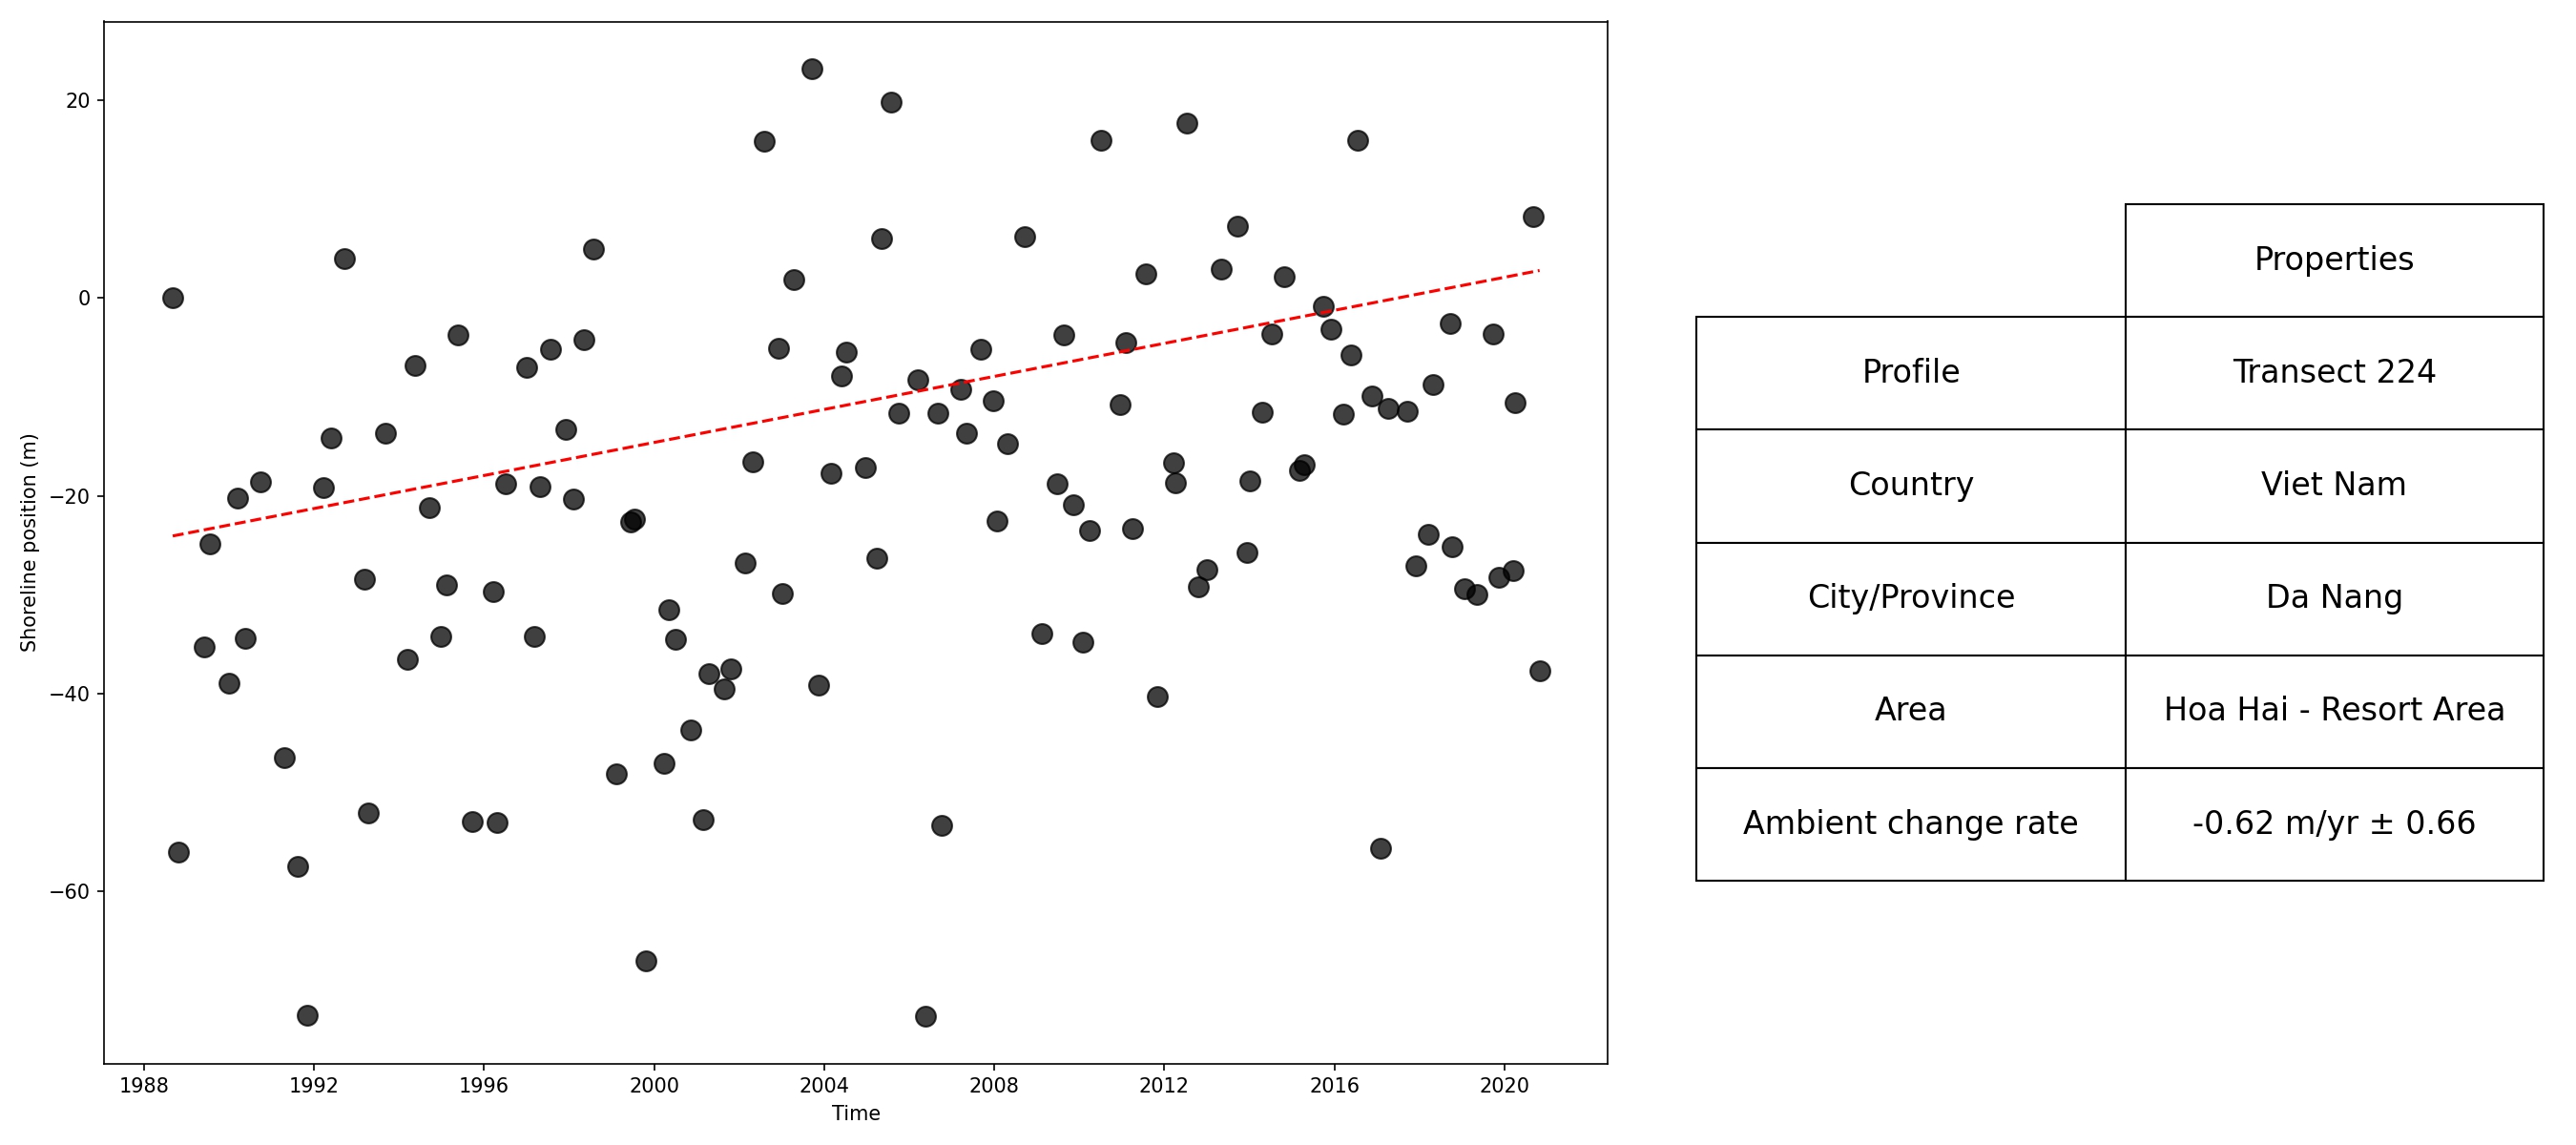 20
0
−20
−40
−60
Shoreline position (m)
1988 1992 1996 2000 2004 2008 2012 2016 2020
Time
Properties
Profile Transect 224
Country Viet Nam
City/Province Da Nang
Area Hoa Hai - Resort Area
Ambient change rate -0.62 m/yr ± 0.66